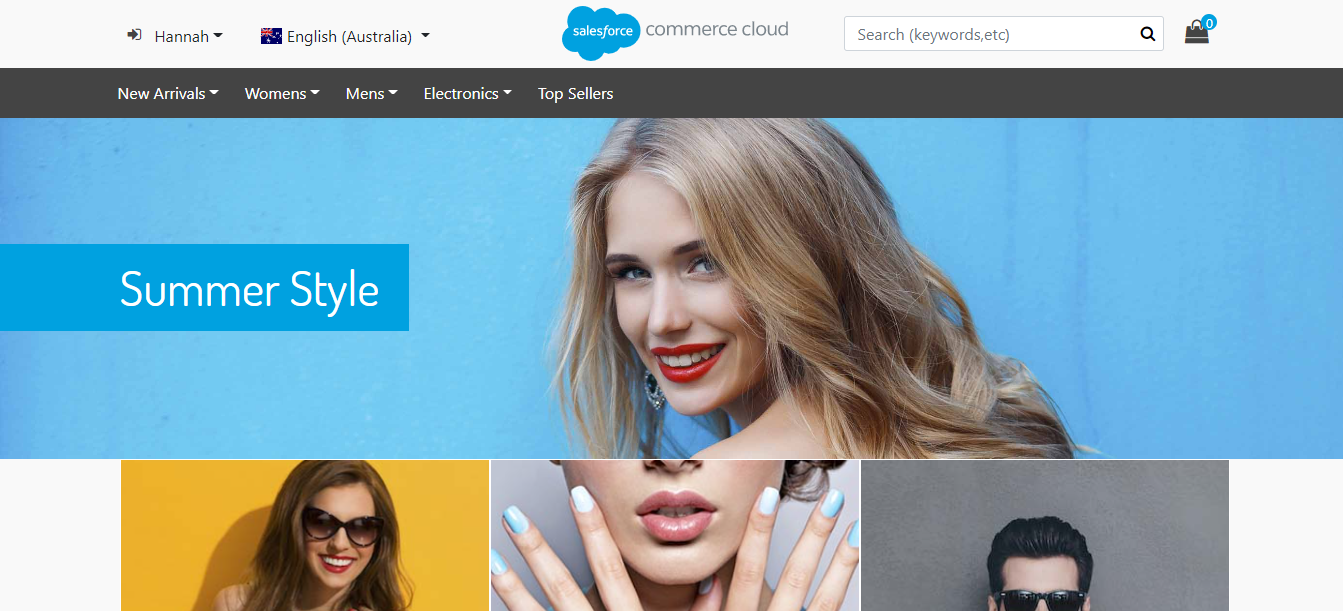 Hannah English (Australia) salesforce commerce cloud Search (keywords,etc) 0
New Arrivals Womens Mens Electronics Top Sellers
Summer Style